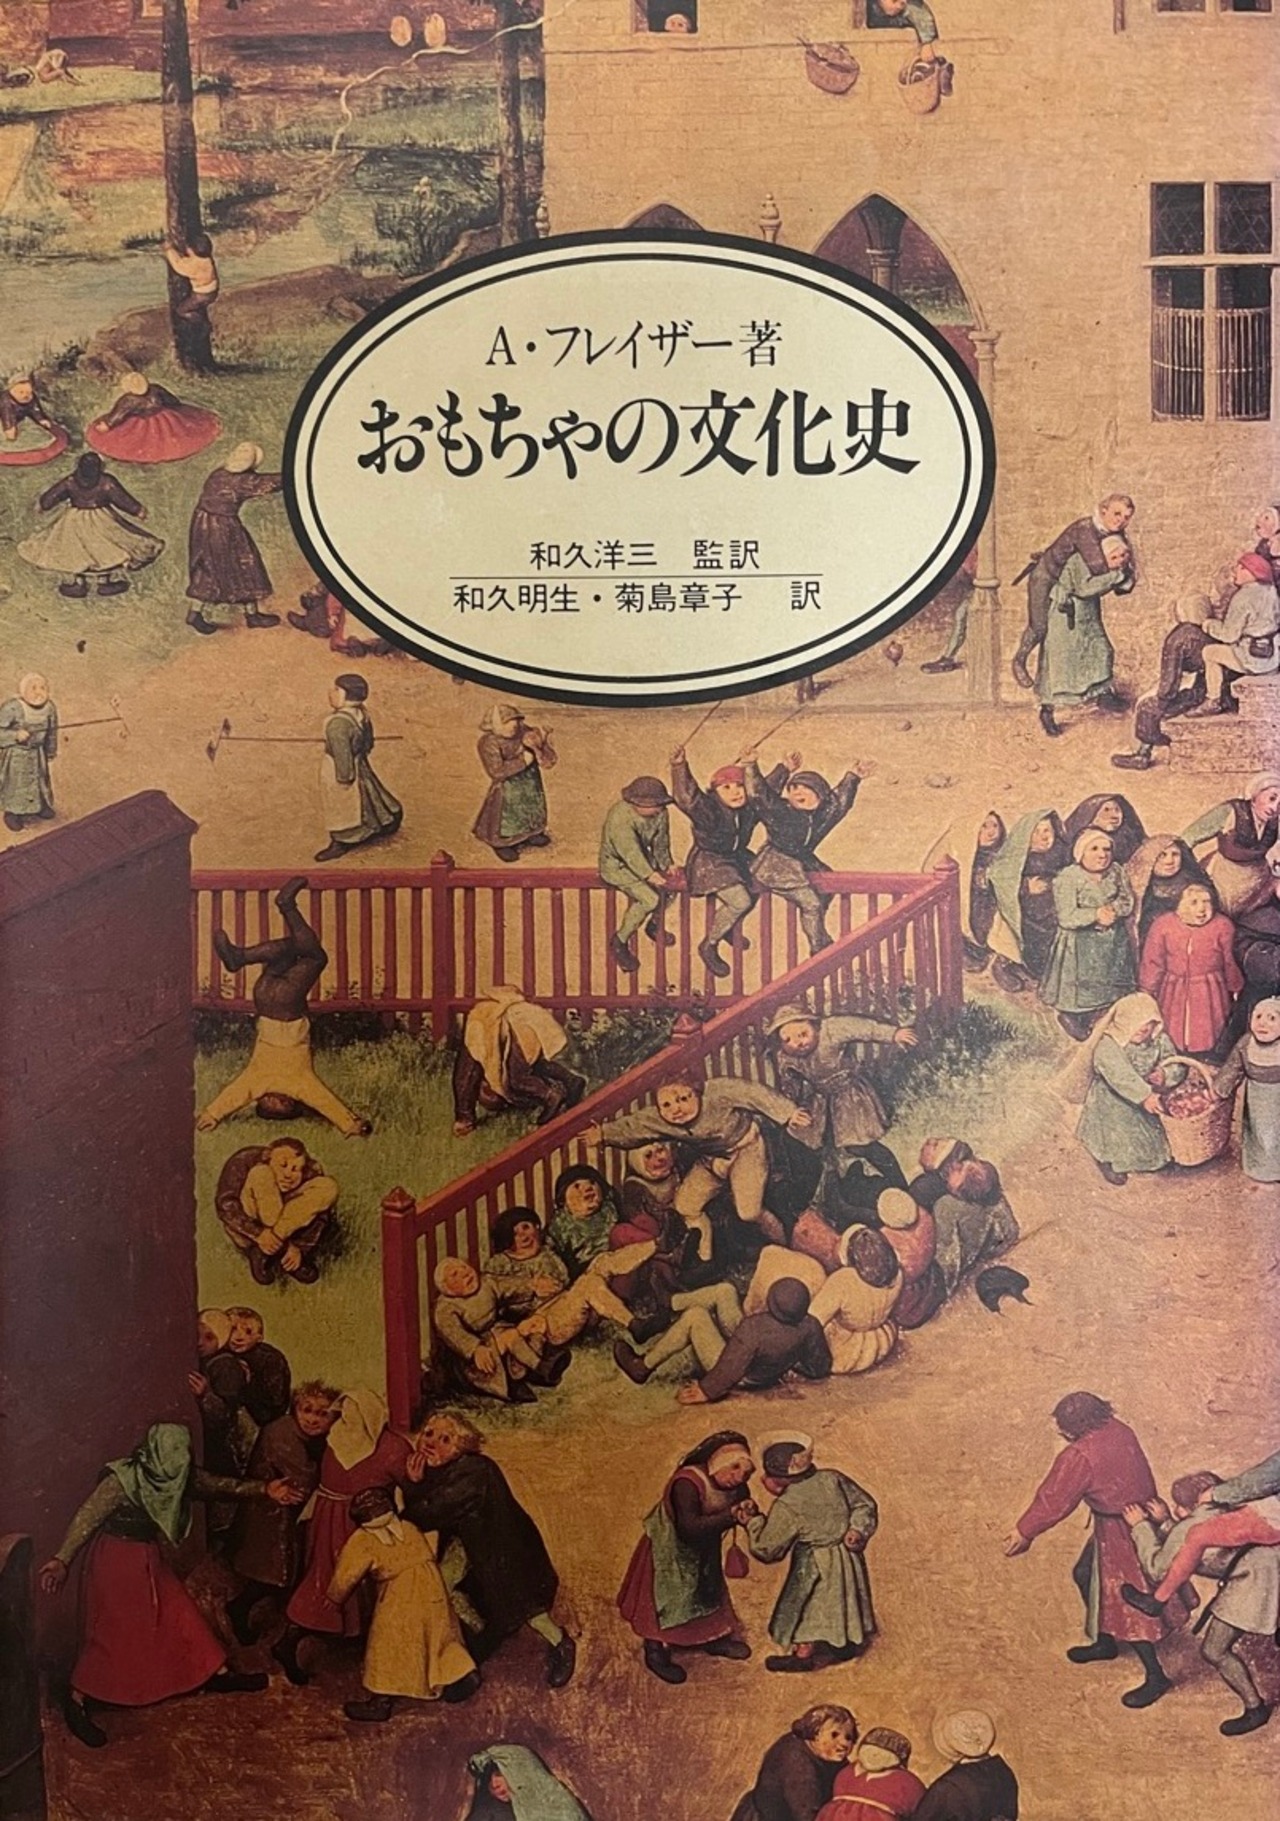 A・フレイザー著
おもちゃの文化史
和久洋三 監訳
和久明生・菊島章子 訳